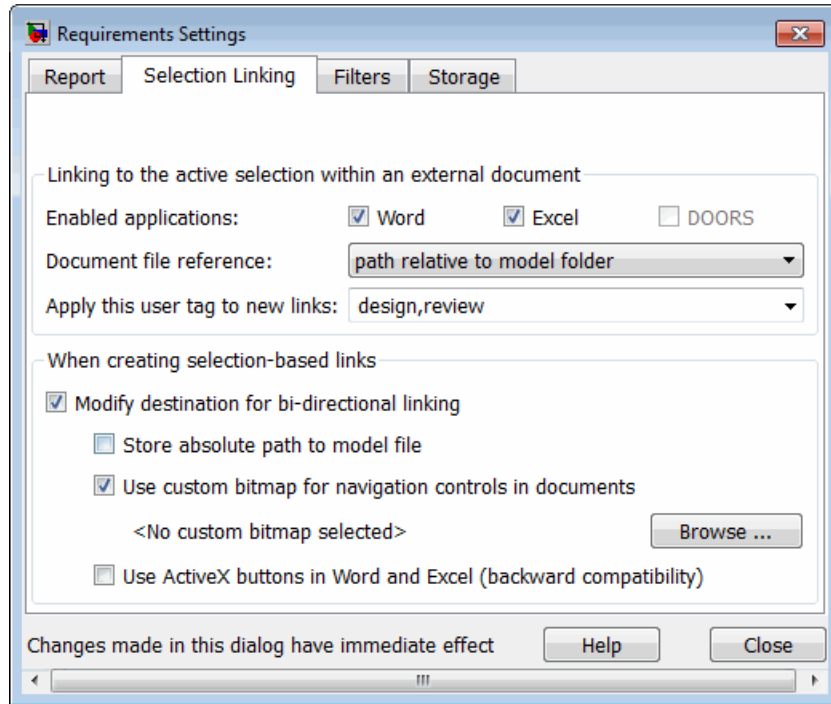 Requirements Settings
Report Selection Linking Filters Storage
Linking to the active selection within an external document
Enabled applications: Word Excel DOORS
Document file reference: path relative to model folder
Apply this user tag to new links: design,review
When creating selection-based links
Modify destination for bi-directional linking
Store absolute path to model file
Use custom bitmap for navigation controls in documents
<No custom bitmap selected> Browse ...
Use ActiveX buttons in Word and Excel (backward compatibility)
Changes made in this dialog have immediate effect Help Close